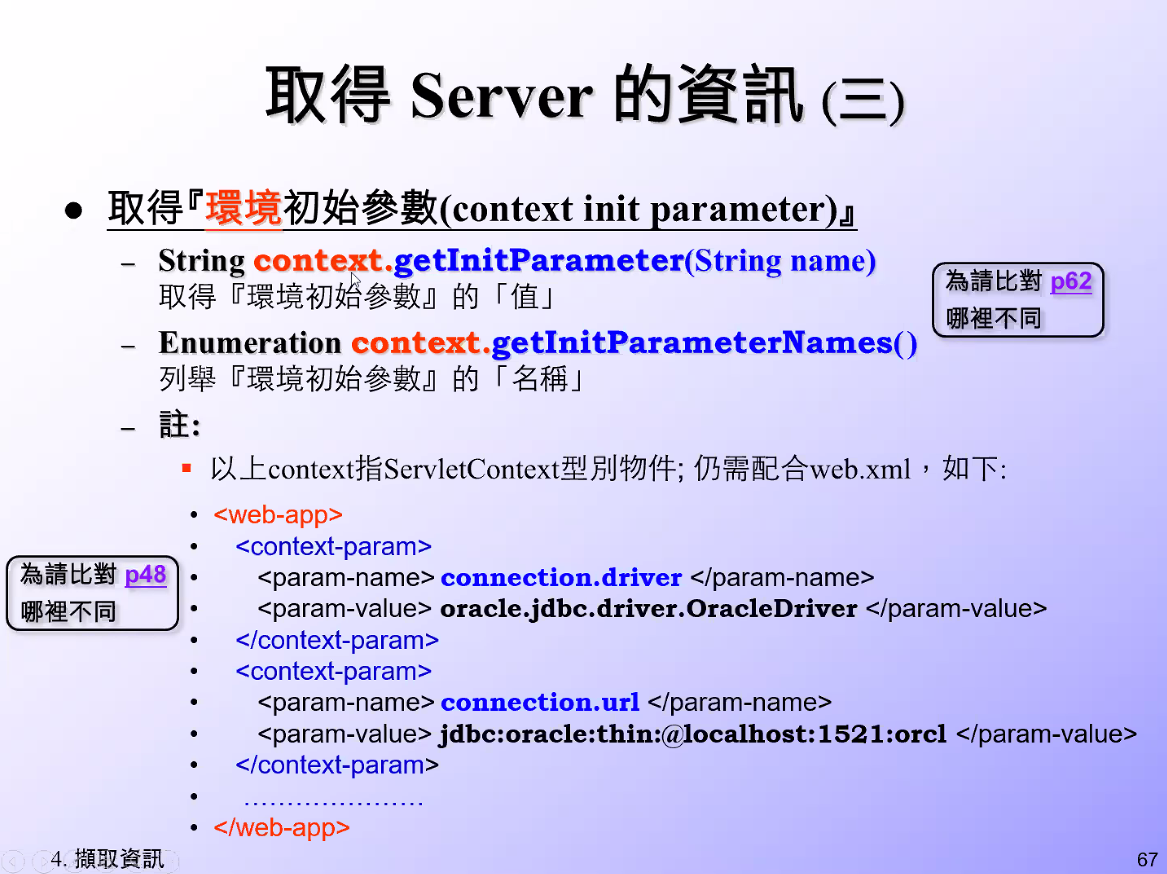 取得 Server 的資訊 (三)
● 取得『環境初始參數(context init parameter)』
– String context.getInitParameter(String name)
取得『環境初始參數』的「值」
為請比對 p62
哪裡不同
– Enumeration context.getInitParameterNames()
列舉『環境初始參數』的「名稱」
– 註:
▪ 以上context指ServletContext型別物件; 仍需配合web.xml，如下:
• <web-app>
• <context-param>
為請比對 p48
哪裡不同
• <param-name> connection.driver </param-name>
• <param-value> oracle.jdbc.driver.OracleDriver </param-value>
• </context-param>
• <context-param>
• <param-name> connection.url </param-name>
• <param-value> jdbc:oracle:thin:@localhost:1521:orcl </param-value>
• </context-param>
• …………………
• </web-app>
4. 擷取資訊
67